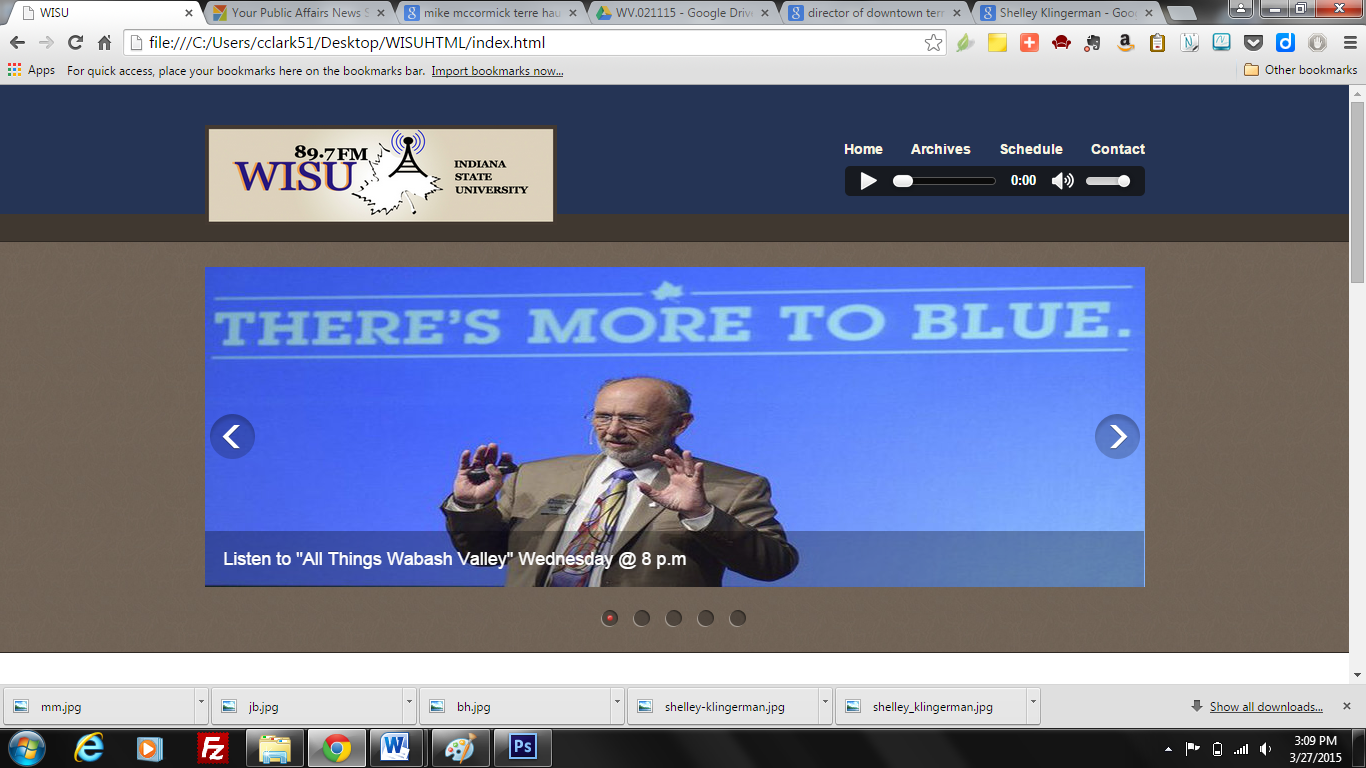 WISU
Your Public Affairs News S
mike mccormick terre hau
WV.021115 - Google Drive
director of downtown terr
Shelley Klingerman - Goo
file:///C:/Users/cclark51/Desktop/WISUHTML/index.html
Apps
For quick access, place your bookmarks here on the bookmarks bar. Import bookmarks now...
Other bookmarks
89.7FM
WISU
INDIANA
STATE
UNIVERSITY
Home Archives Schedule Contact
0:00
THERE'S MORE TO BLUE.
Listen to "All Things Wabash Valley" Wednesday @ 8 p.m
mm.jpg
jb.jpg
bh.jpg
shelley-klingerman.jpg
shelley_klingerman.jpg
Show all downloads...
Fz
W
Ps
3:09 PM
3/27/2015